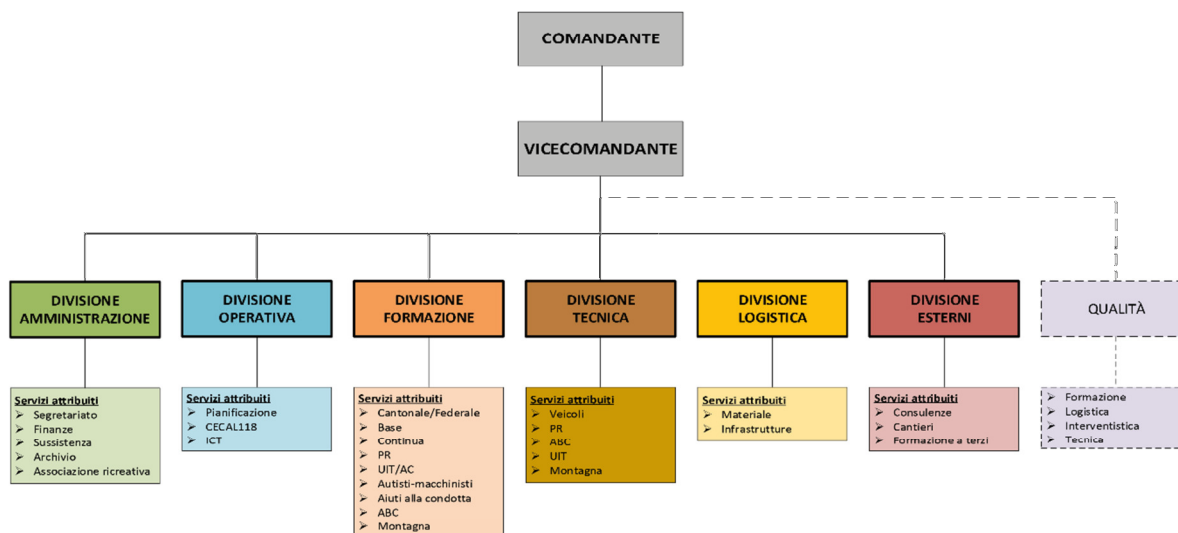 COMANDANTE
VICECOMANDANTE
DIVISIONE
AMMINISTRAZIONE
DIVISIONE
OPERATIVA
DIVISIONE
FORMAZIONE
DIVISIONE
TECNICA
DIVISIONE
LOGISTICA
DIVISIONE
ESTERNI
QUALITÀ
Servizi attribuiti
Segretariato
Finanze
Sussistenza
Archivio
Associazione ricreativa
Servizi attribuiti
Pianificazione
CECAL118
ICT
Servizi attribuiti
Cantonale/Federale
Base
Continua
PR
UIT/AC
Autisti-macchinisti
Aiuti alla condotta
ABC
Montagna
Servizi attribuiti
Veicoli
PR
ABC
UIT
Montagna
Servizi attribuiti
Materiale
Infrastrutture
Servizi attribuiti
Consulenze
Cantieri
Formazione a terzi
Formazione
Logistica
Interventistica
Tecnica